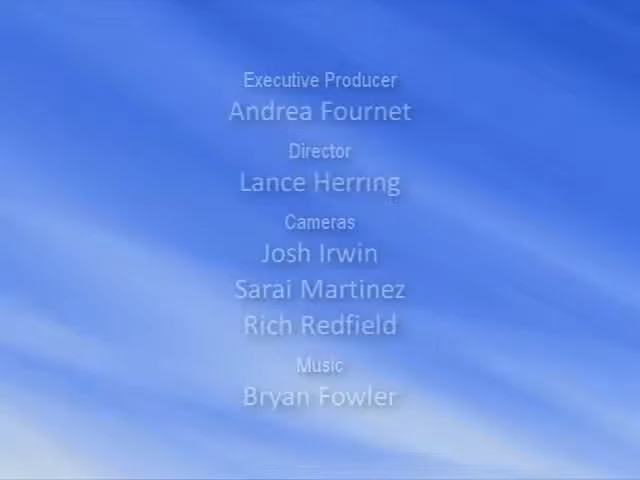 Executive Producer
Andrea Fournet
Director
Lance Herring
Cameras
Josh Irwin
Sarai Martinez
Rich Redfield
Music
Bryan Fowler